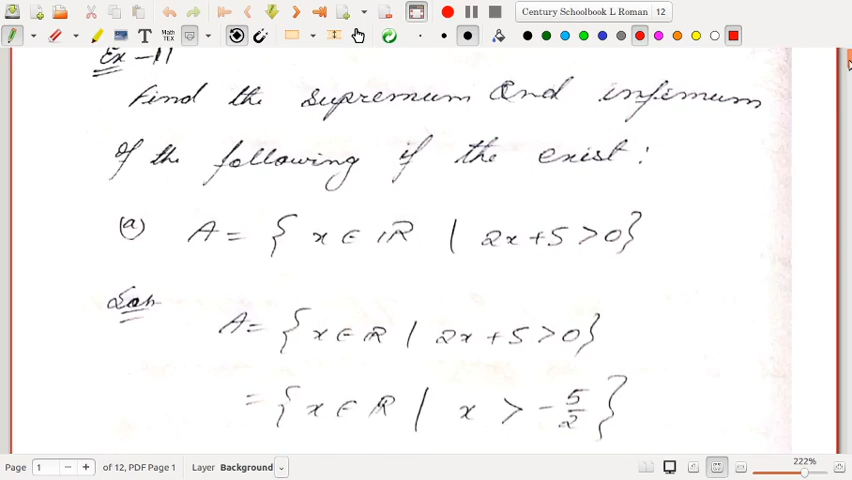 Century Schoolbook L Roman 12
Ex-11
Find the supremum and infimum
of the following if the exist:
(a) A = { x ∈ ℝ | 2x+5>0}
Soln
A = {x ∈ ℝ | 2x+5>0}
= {x ∈ ℝ | x > -5/2}
Page 1 of 12, PDF Page 1 Layer Background 222%